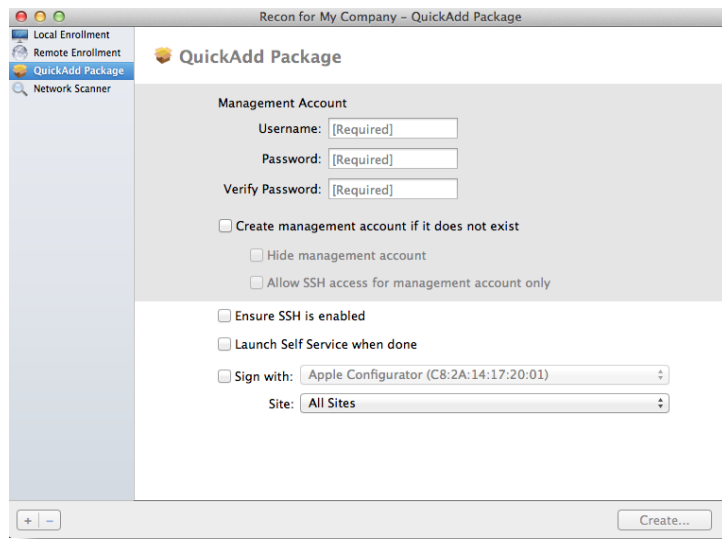 Recon for My Company – QuickAdd Package
Local Enrollment
Remote Enrollment
QuickAdd Package
Network Scanner
QuickAdd Package
Management Account
Username: [Required]
Password: [Required]
Verify Password: [Required]
Create management account if it does not exist
Hide management account
Allow SSH access for management account only
Ensure SSH is enabled
Launch Self Service when done
Sign with: Apple Configurator (C8:2A:14:17:20:01)
Site: All Sites
+ −
Create...